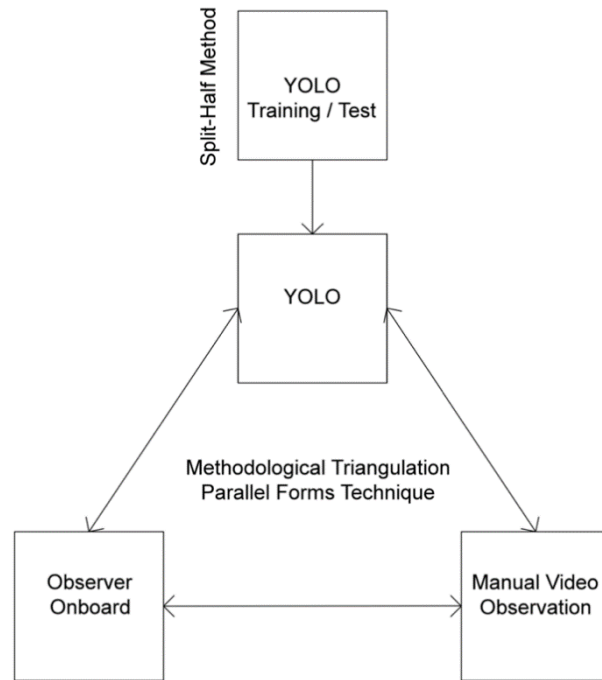 Split-Half Method
YOLO
Training / Test
YOLO
Methodological Triangulation
Parallel Forms Technique
Observer
Onboard
Manual Video
Observation